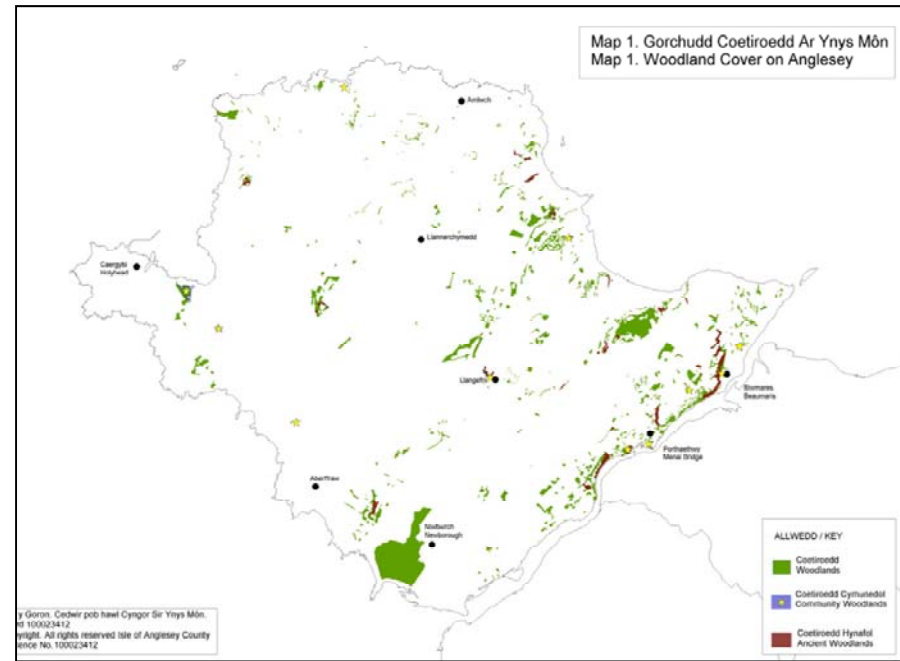 Map 1. Gorchudd Coetiroedd Ar Ynys Môn
Map 1. Woodland Cover on Anglesey
Amlwch
Llannerchymedd
Caergybi
Holyhead
Llangefni
Biwmares
Beaumaris
Porthaethwy
Menai Bridge
Aberffraw
Niwbwrch
Newborough
ALLWEDD / KEY
Coetiroedd
Woodlands
Coetiroedd Cymunedol
Community Woodlands
Coetiroedd Hynafol
Ancient Woodlands
y Goron. Cedwir pob hawl Cyngor Sir Ynys Môn.
100023412
yright. All rights reserved Isle of Anglesey County
ence No. 100023412